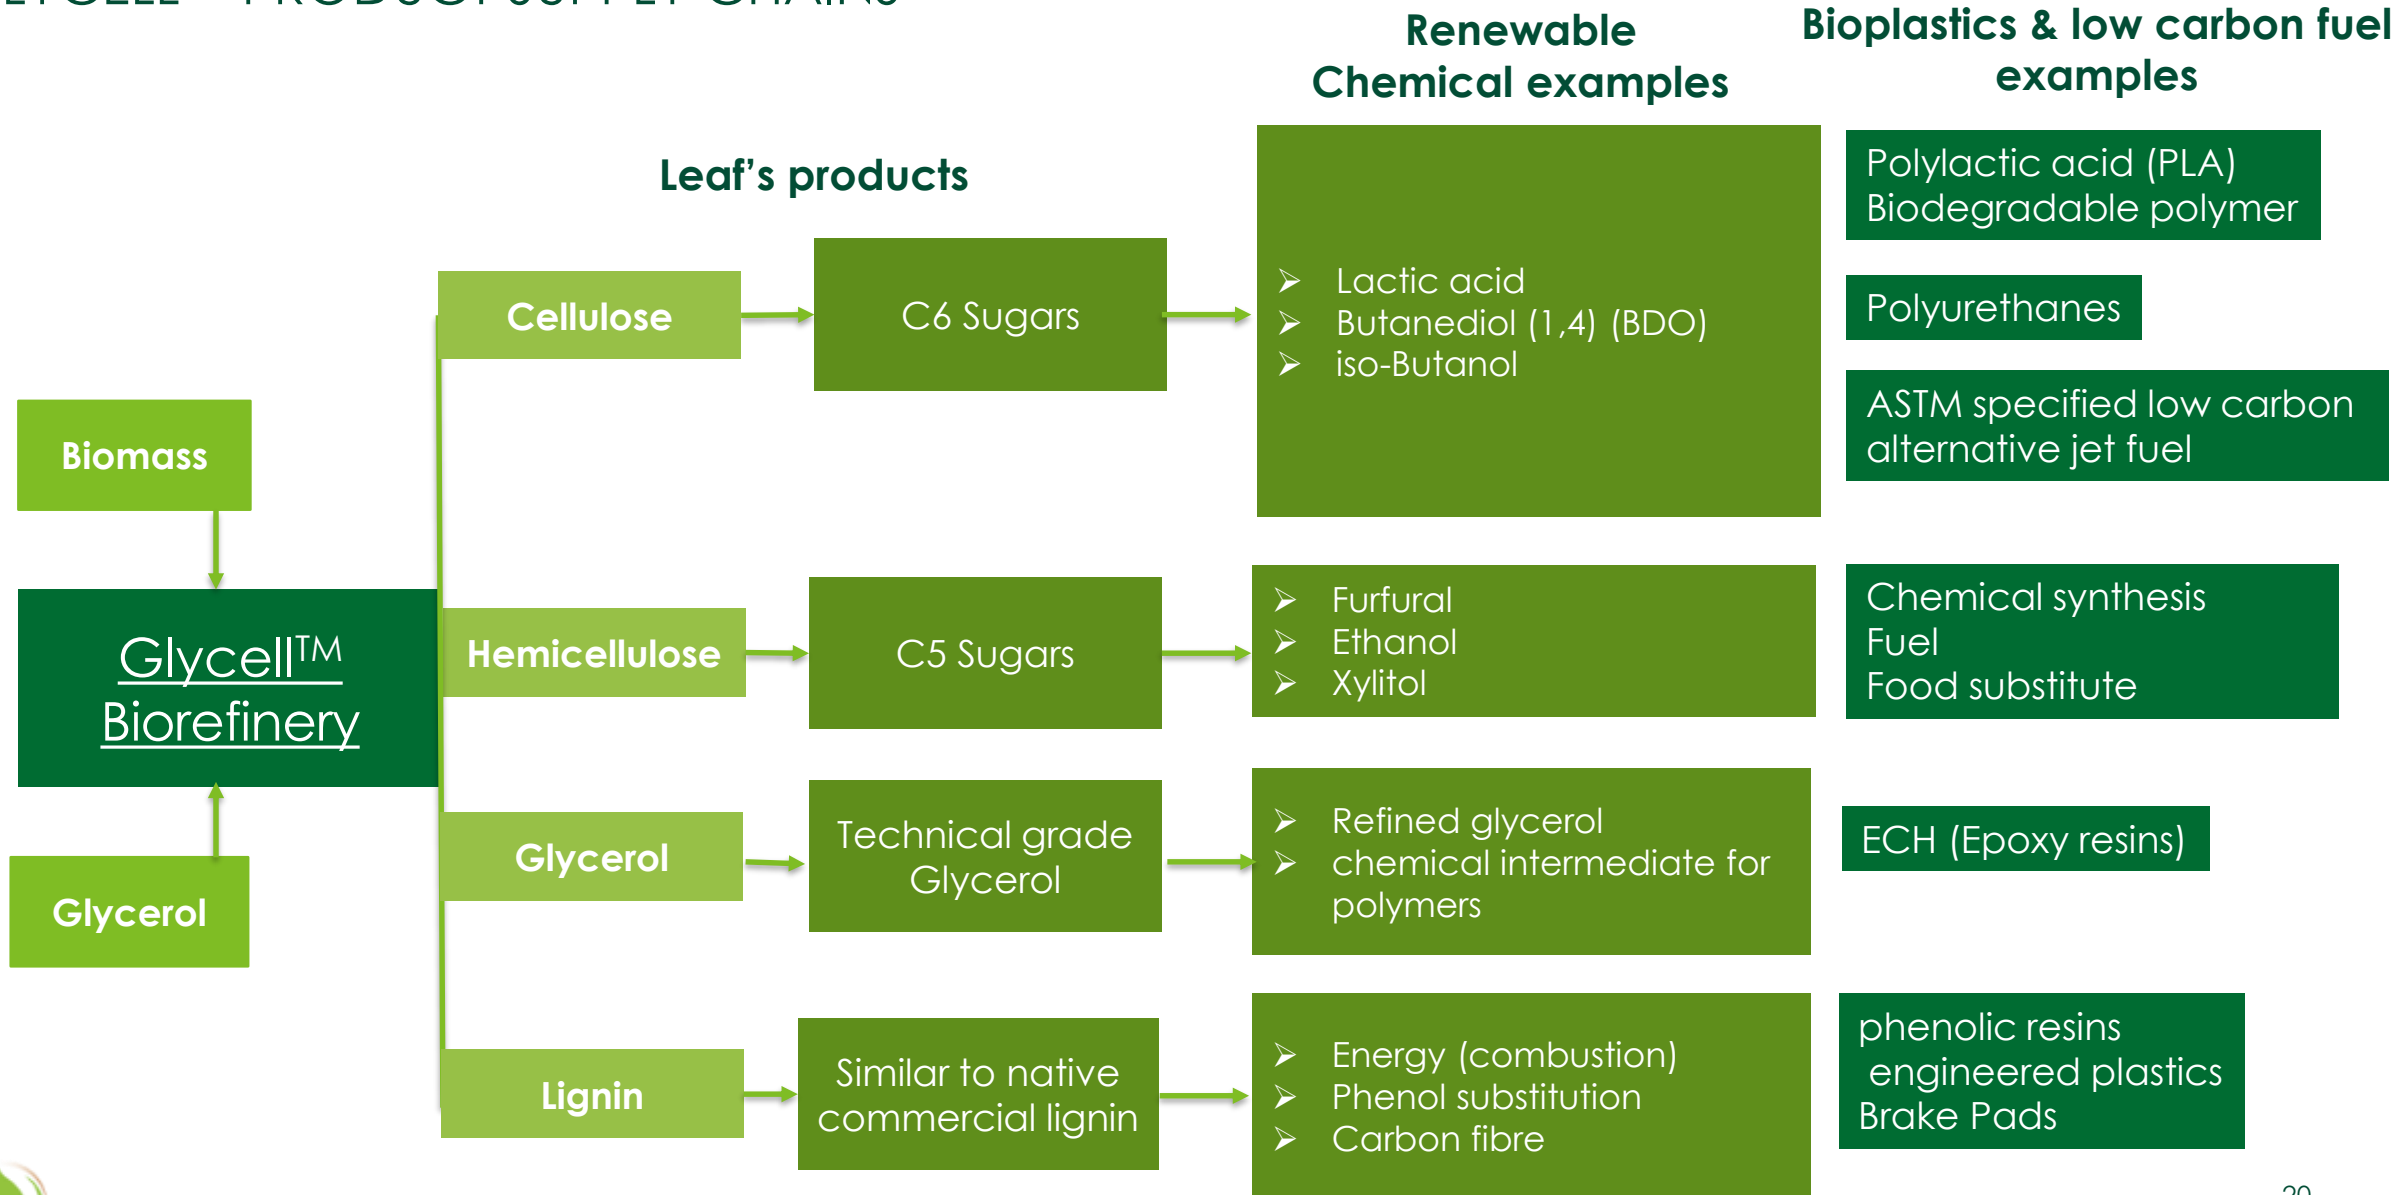 Renewable
Chemical examples
Bioplastics & low carbon fuel
examples
Leaf's products
Biomass
Glycell™
Biorefinery
Glycerol
Cellulose
C6 Sugars
➢ Lactic acid
➢ Butanediol (1,4) (BDO)
➢ iso-Butanol
Polylactic acid (PLA)
Biodegradable polymer
Polyurethanes
ASTM specified low carbon
alternative jet fuel
Hemicellulose
C5 Sugars
➢ Furfural
➢ Ethanol
➢ Xylitol
Chemical synthesis
Fuel
Food substitute
Glycerol
Technical grade
Glycerol
➢ Refined glycerol
➢ chemical intermediate for
polymers
ECH (Epoxy resins)
Lignin
Similar to native
commercial lignin
➢ Energy (combustion)
➢ Phenol substitution
➢ Carbon fibre
phenolic resins
engineered plastics
Brake Pads